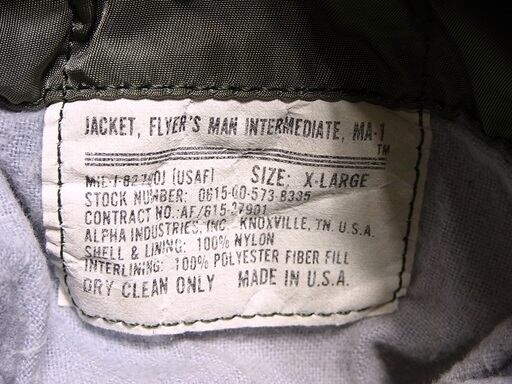 JACKET, FLYER'S MAN INTERMEDIATE, MA-1
TM
MIL-J-8279DJ (USAF) SIZE: X-LARGE
STOCK NUMBER: 0615-00-573-8335
CONTRACT NO.: AF/615-27901
ALPHA INDUSTRIES, INC. KNOXVILLE, TN. U.S.A.
SHELL & LINING: 100% NYLON
INTERLINING: 100% POLYESTER FIBER FILL
DRY CLEAN ONLY MADE IN U.S.A.